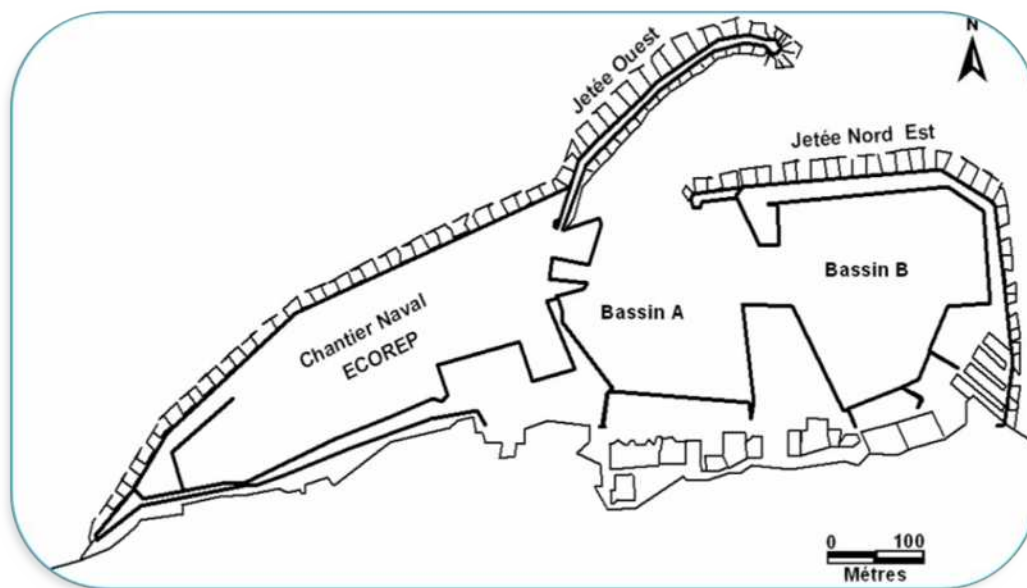 N
Jetée Ouest
Jetée Nord Est
Bassin B
Bassin A
Chantier Naval
ECOREP
0 100
Métres